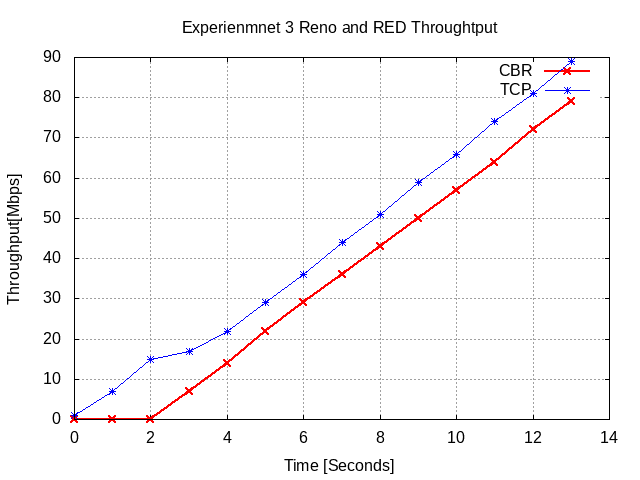 Experienmnet 3 Reno and RED Throughtput
90
80
70
60
50
40
30
20
10
0
Throughput[Mbps]
CBR
TCP
0 2 4 6 8 10 12 14
Time [Seconds]